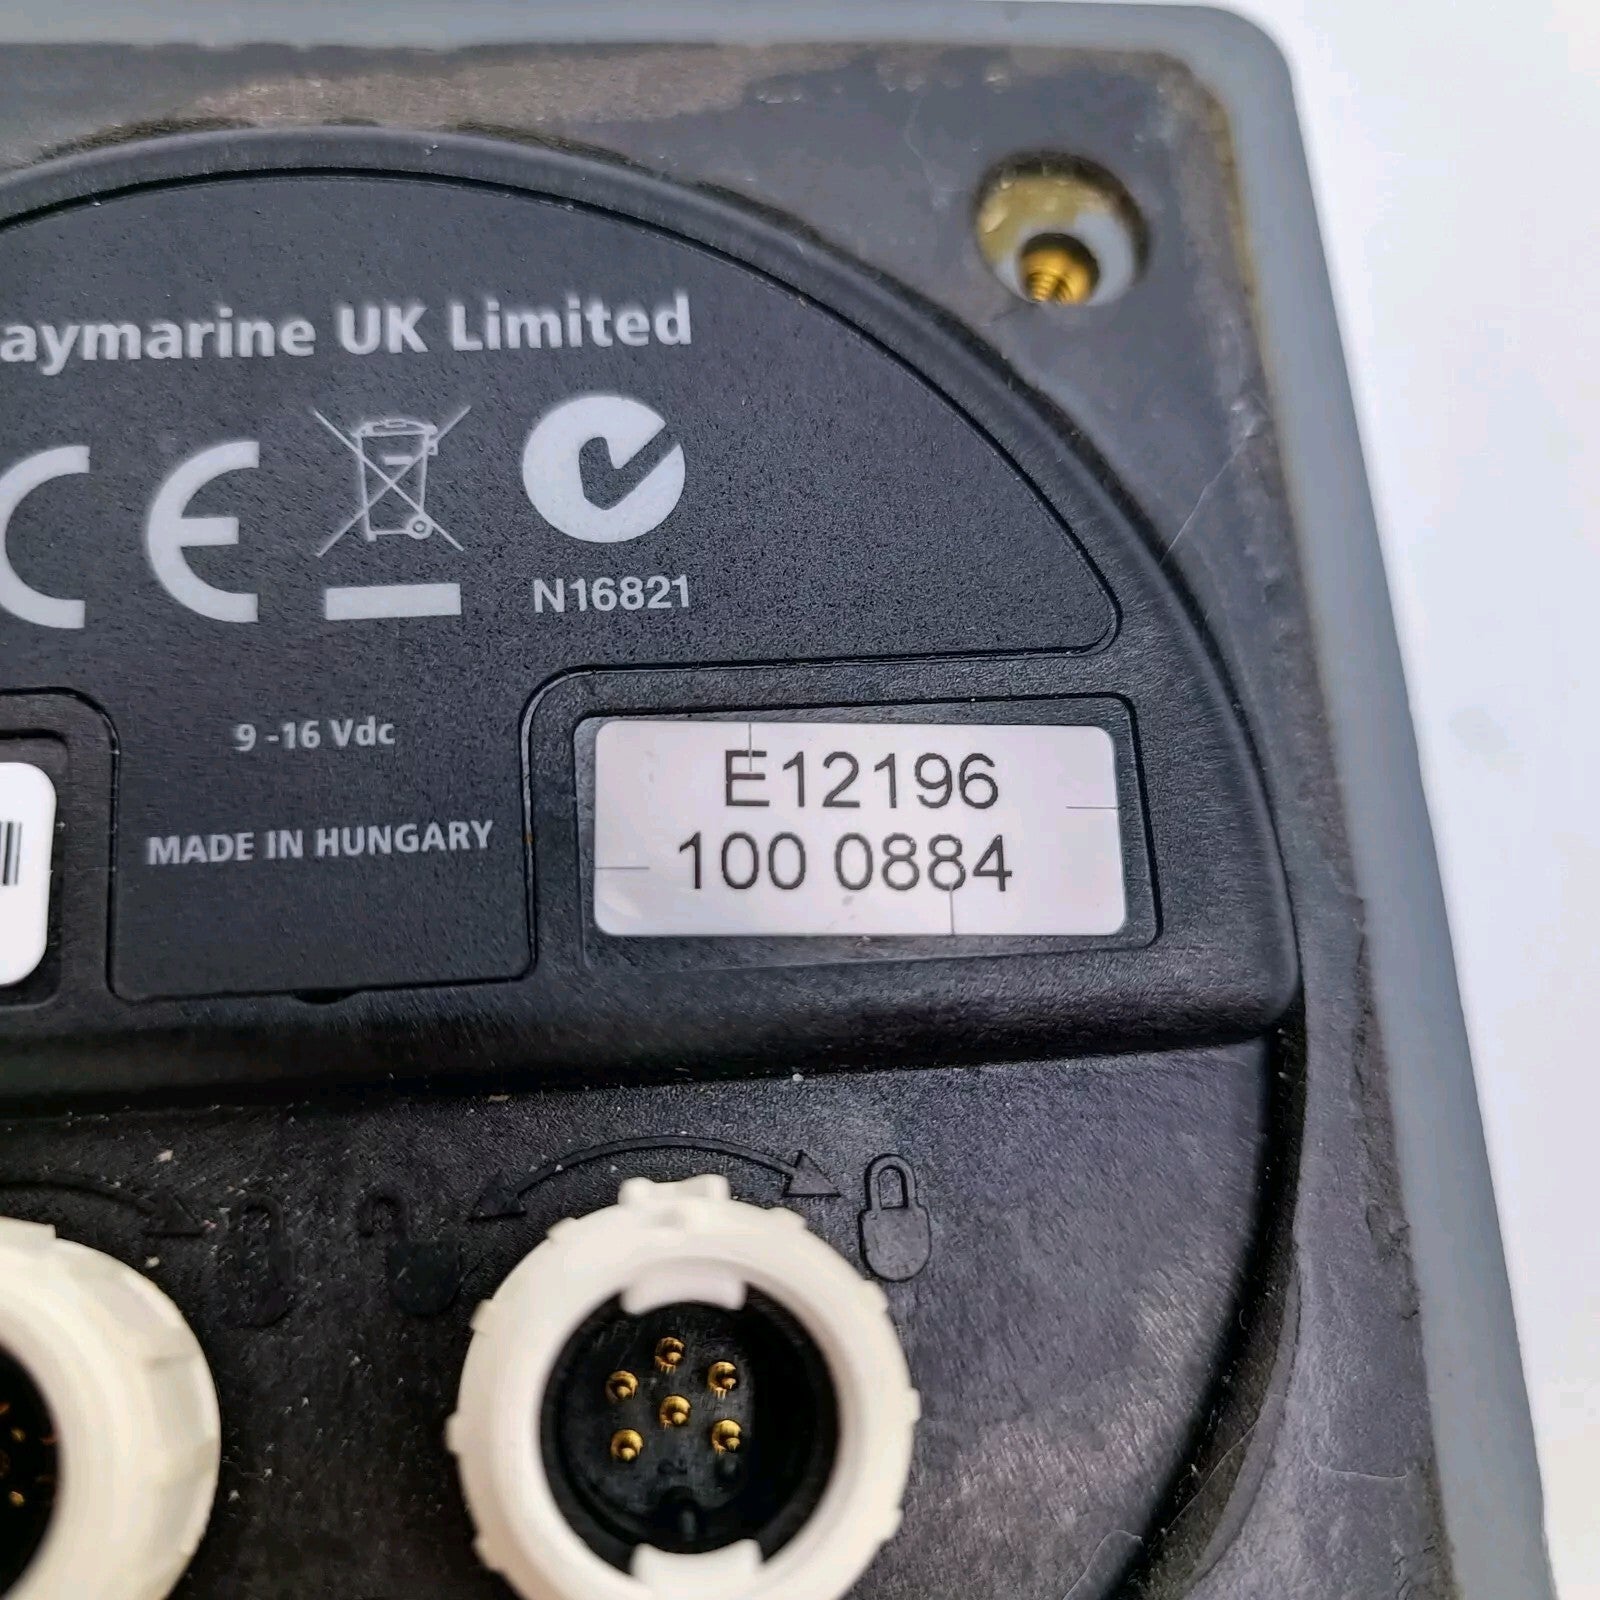 aymarine UK Limited
CE
N16821
9 -16 Vdc
MADE IN HUNGARY
E12196
100 0884